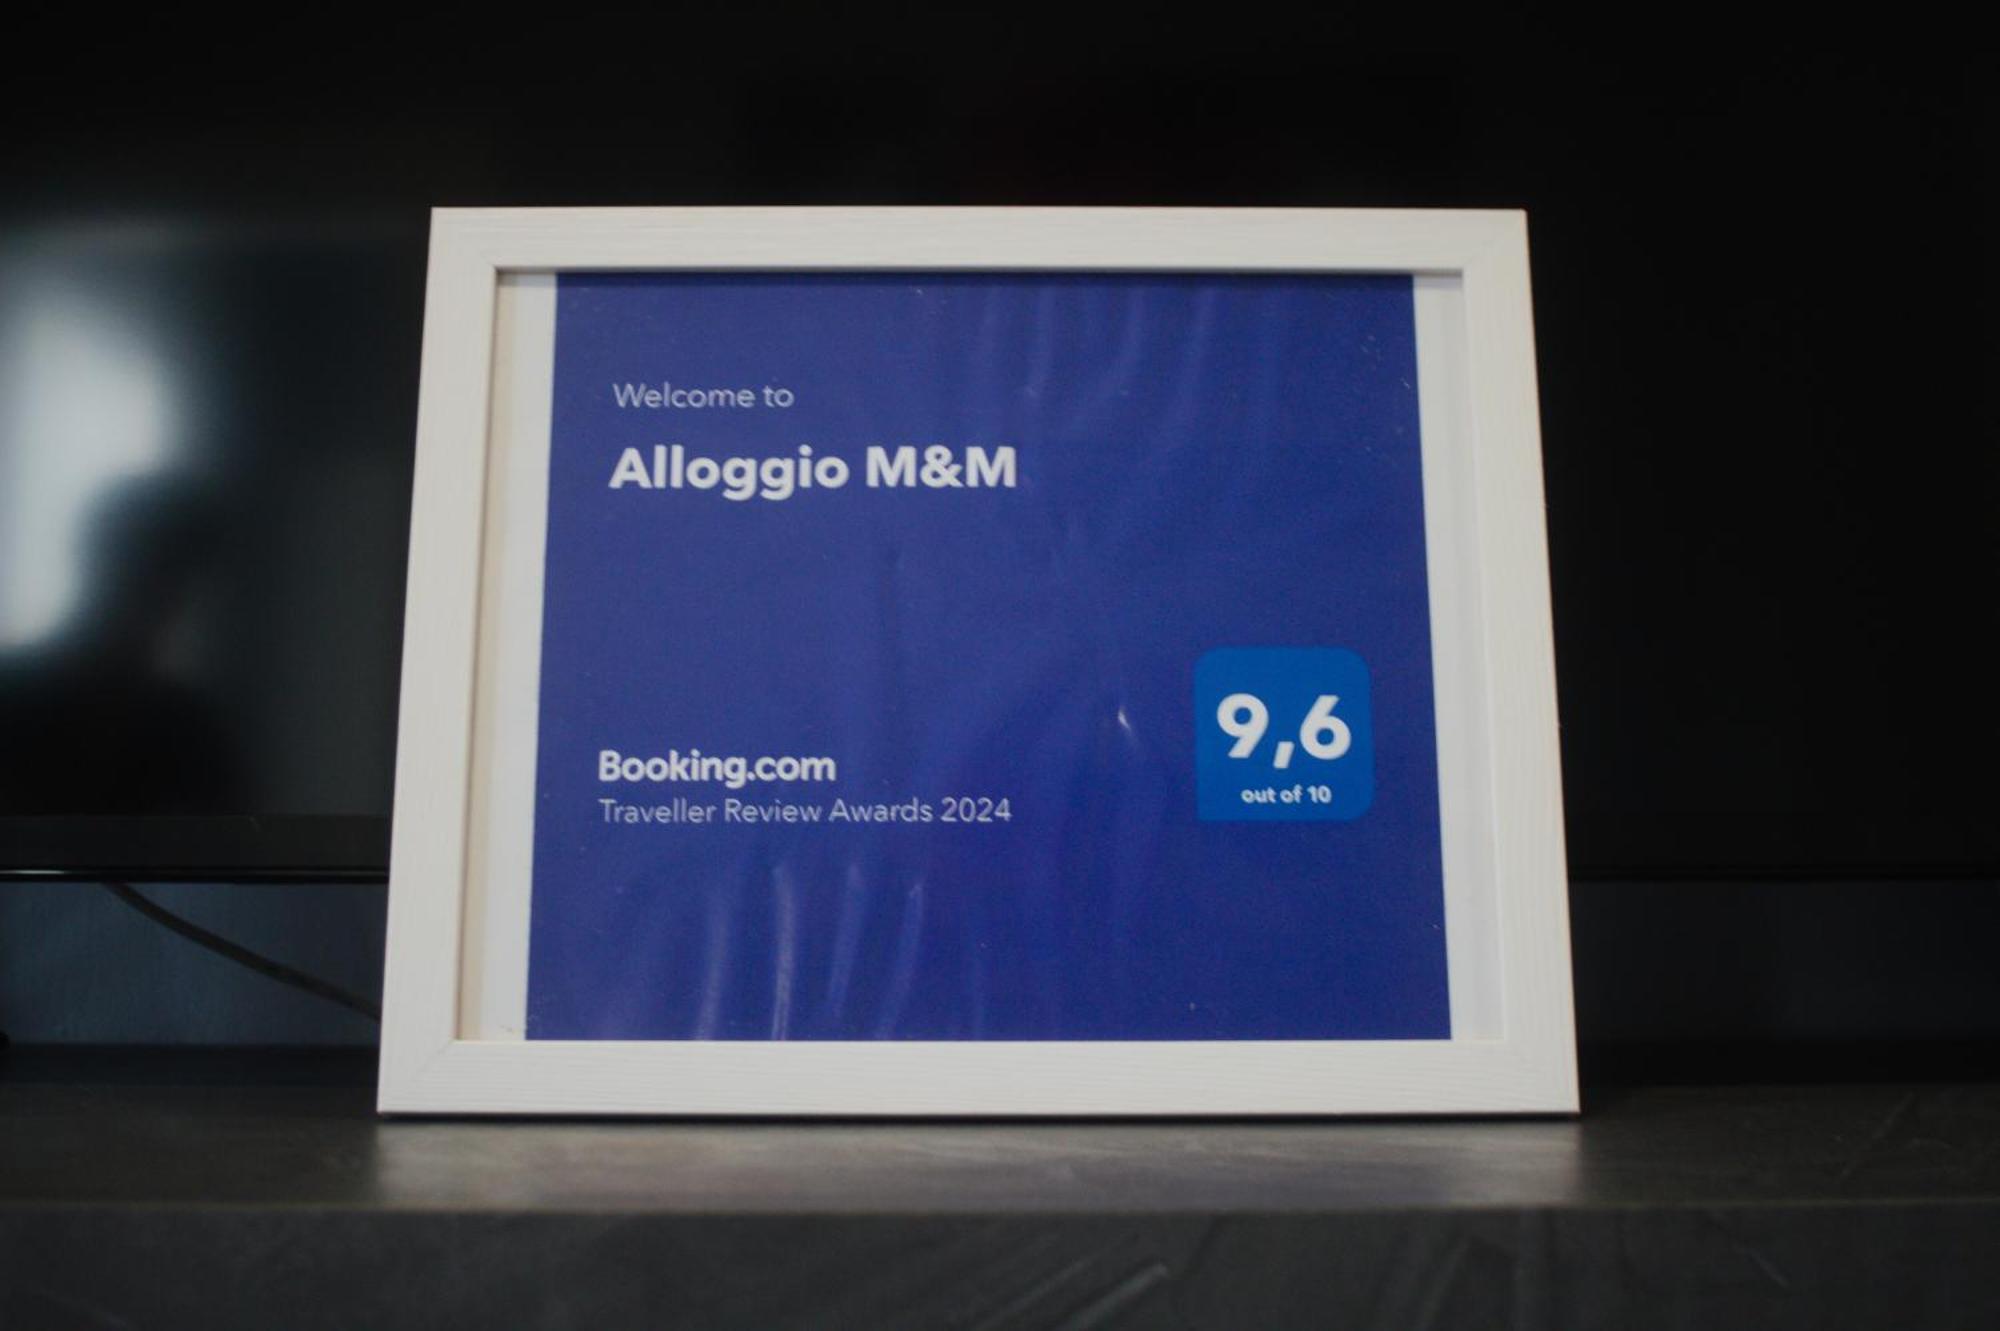 Welcome to
Alloggio M&M
Booking.com
Traveller Review Awards 2024
9,6
out of 10